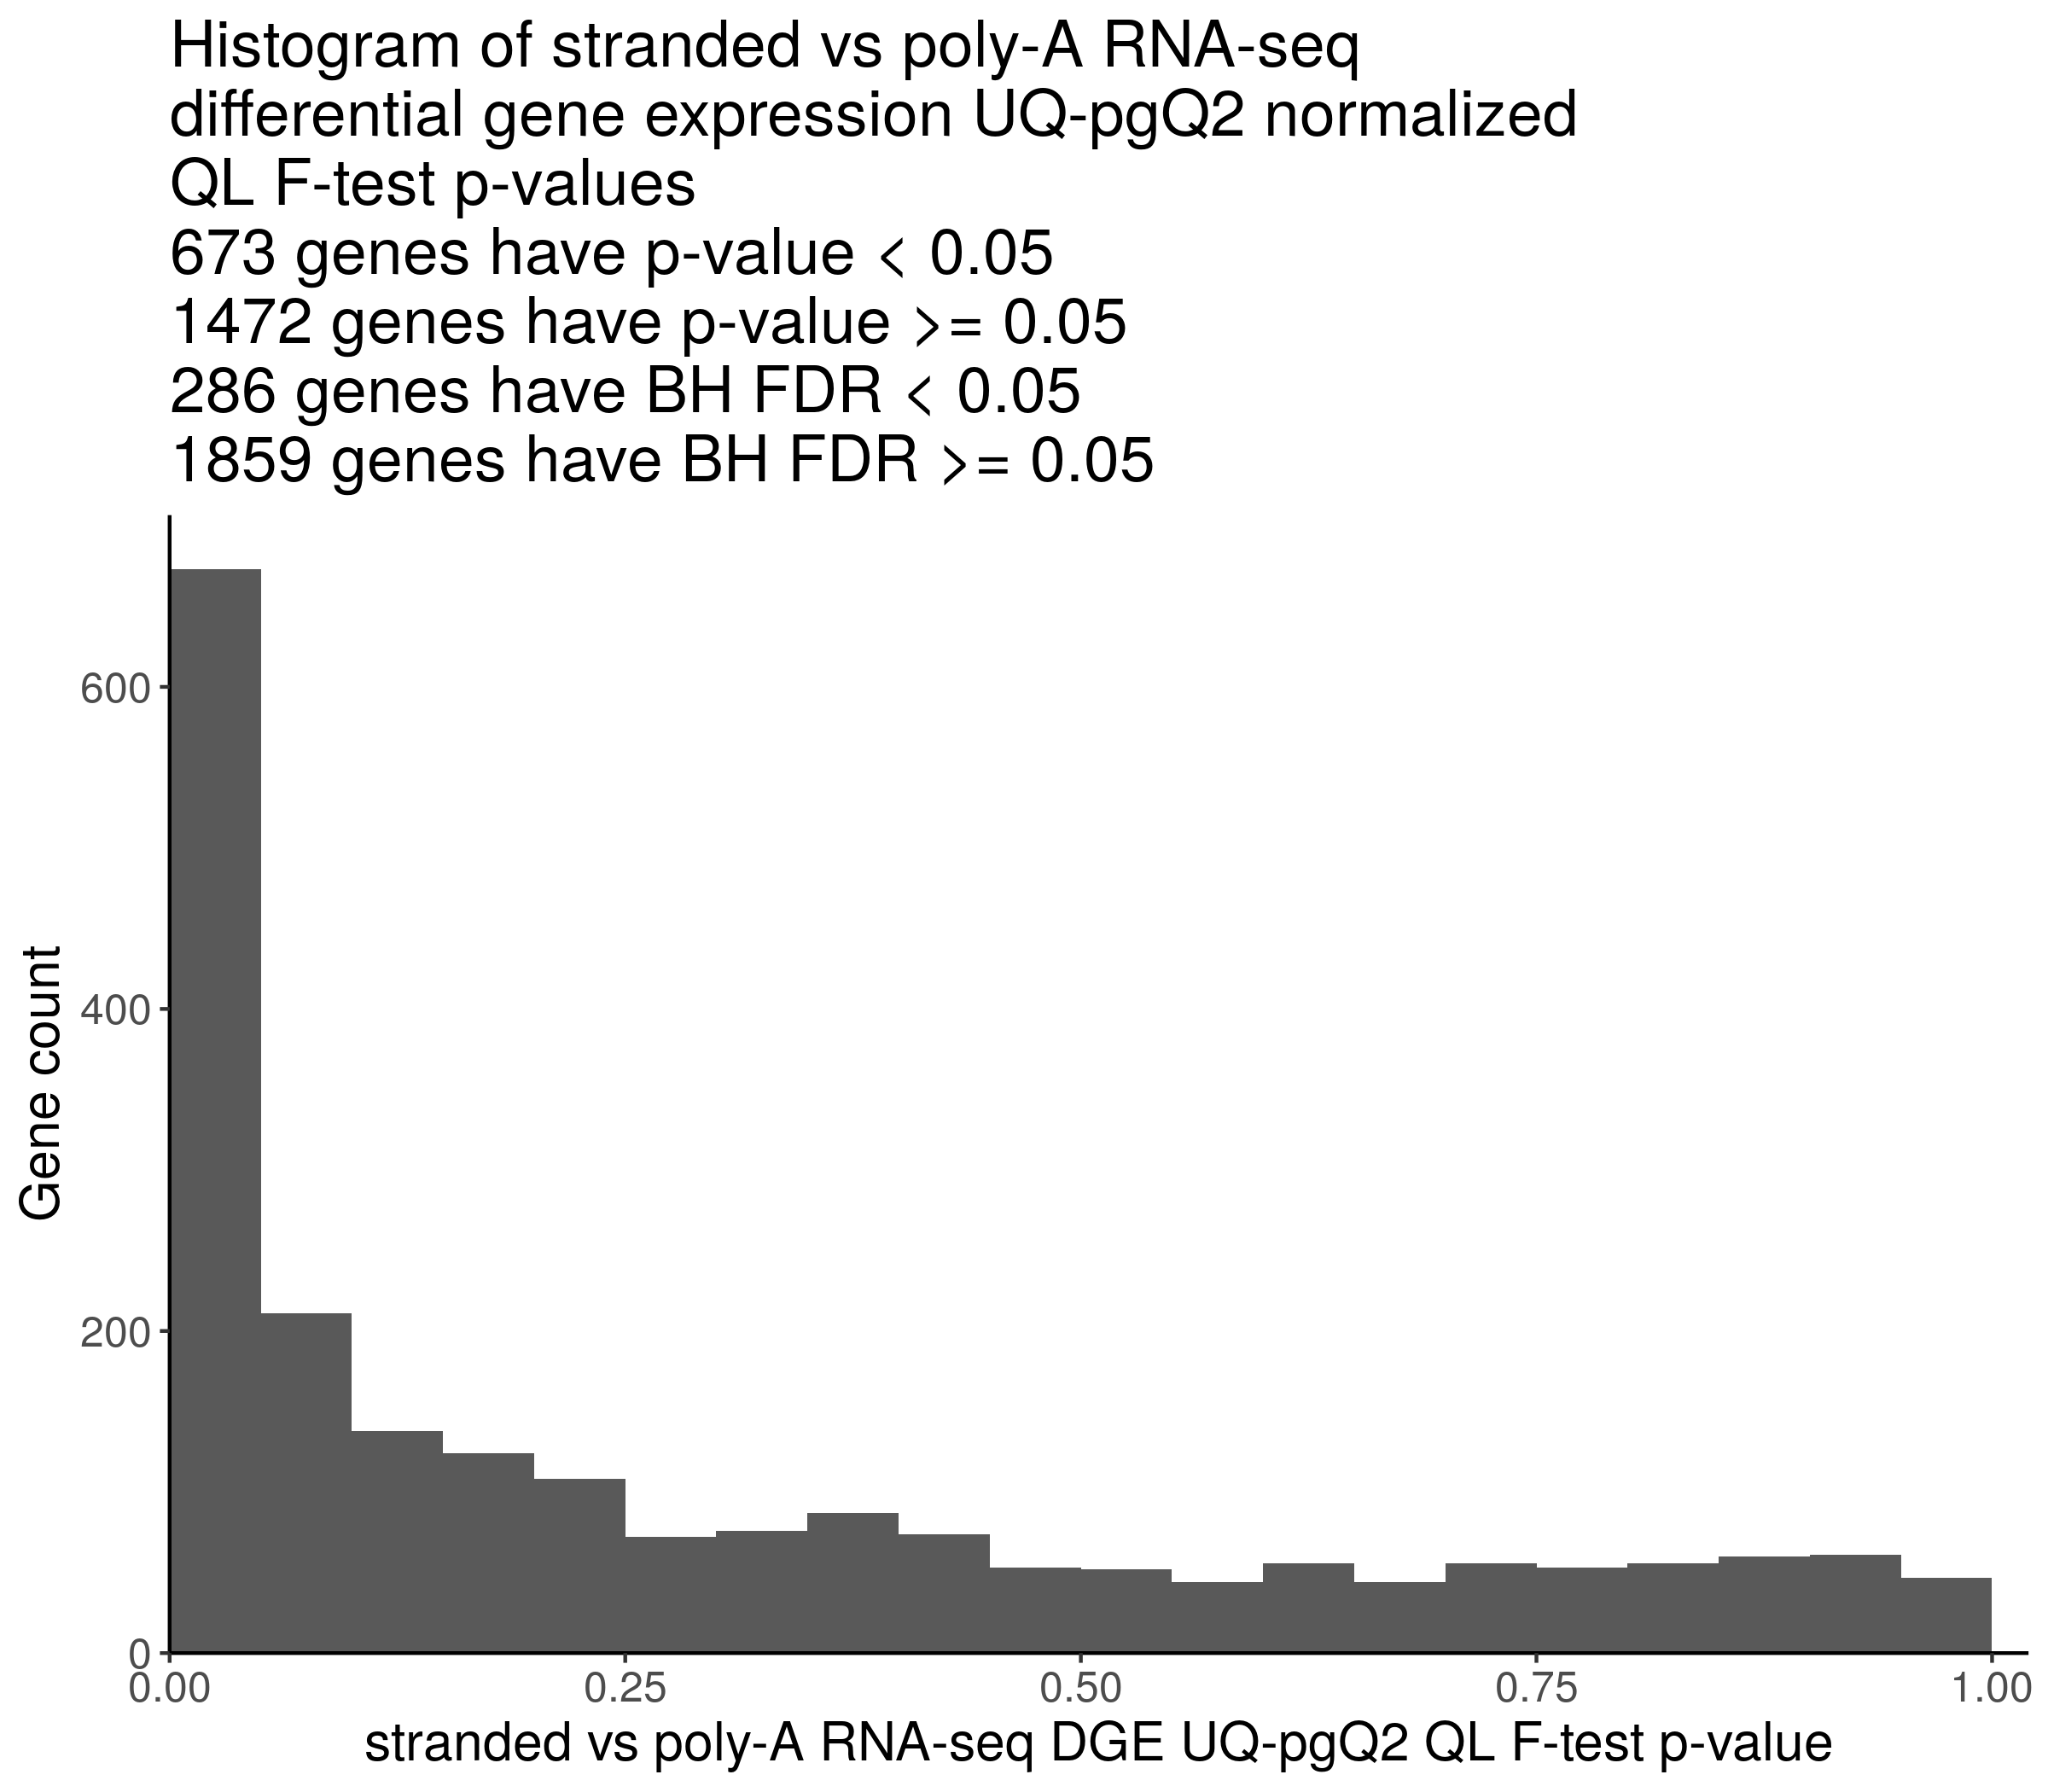 Histogram of stranded vs poly-A RNA-seq
differential gene expression UQ-pgQ2 normalized
QL F-test p-values
673 genes have p-value < 0.05
1472 genes have p-value >= 0.05
286 genes have BH FDR < 0.05
1859 genes have BH FDR >= 0.05
Gene count
600
400
200
0
0.00
0.25
0.50
0.75
1.00
stranded vs poly-A RNA-seq DGE UQ-pgQ2 QL F-test p-value